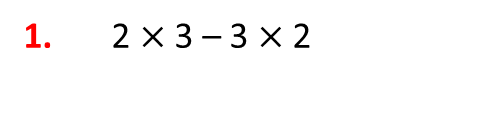 1. 2 × 3 – 3 × 2